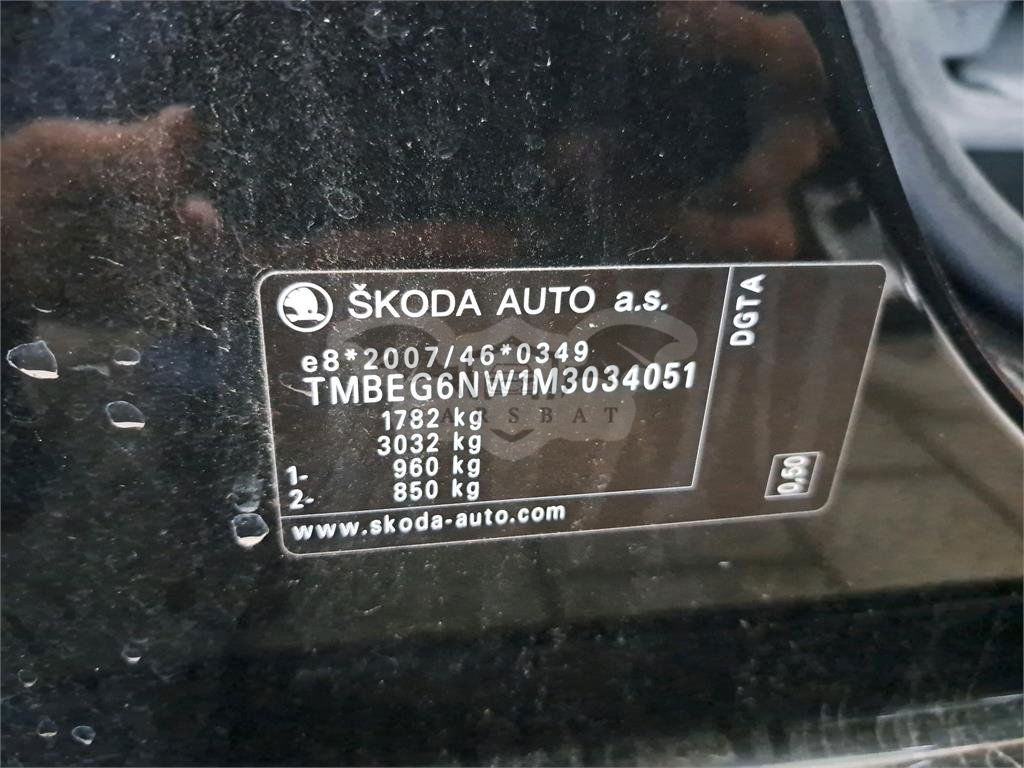 ŠKODA AUTO a.s.
e8*2007/46*0349
TMBEG6NW1M3034051
1782 kg
3032 kg
1- 960 kg
2- 850 kg
www.skoda-auto.com
DGTA
0,50
ARSBAT